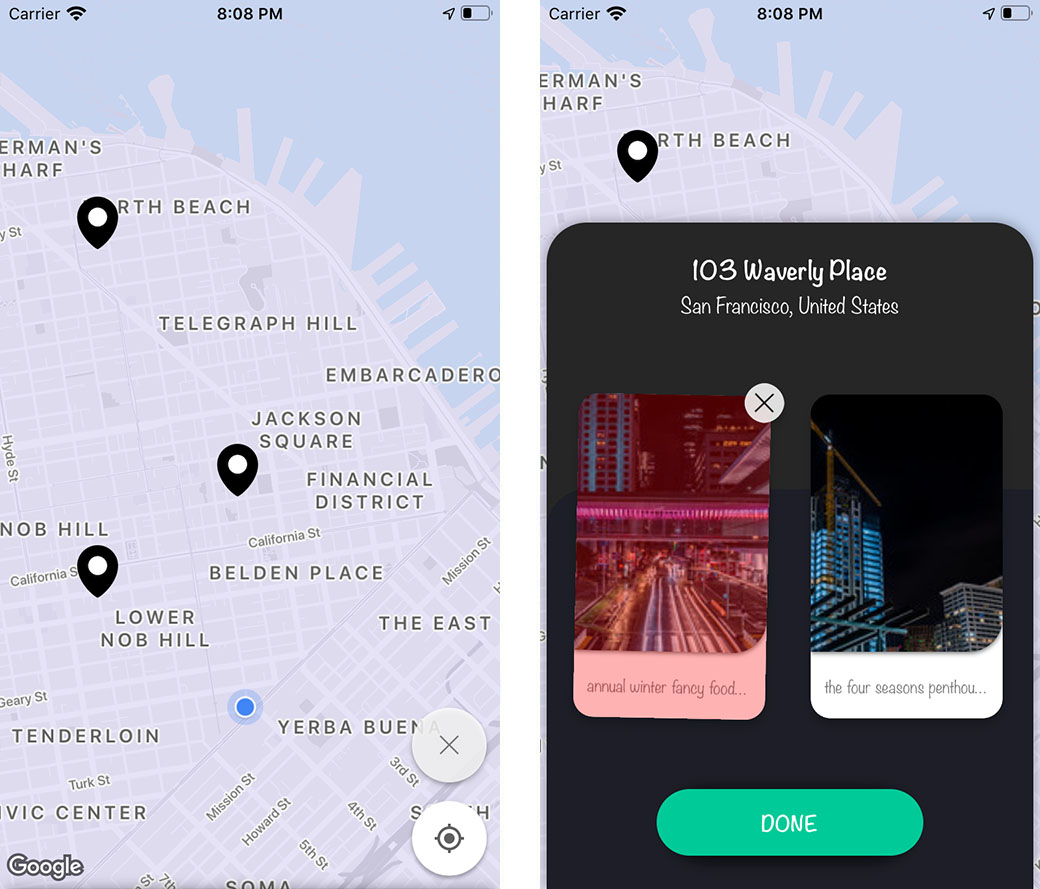 Carrier 8:08 PM
ERMAN'S
HARF
RTH BEACH
y St
TELEGRAPH HILL
EMBARCADERO
JACKSON
SQUARE
Hyde St
FINANCIAL
DISTRICT
NOB HILL
California St
California S
Mission St
BELDEN PLACE
LOWER
NOB HILL
THE EAST
Geary St
YERBA BUENA
TENDERLOIN
Turk St
3rd St
Mission St
IVIC CENTER
Howard St
4th St
S TH
5th St
Google
St
7th
SOMA
Carrier 8:08 PM
ERMAN'S
HARF
RTH BEACH
y St
103 Waverly Place
San Francisco, United States
annual winter fancy food...
the four seasons penthou...
DONE